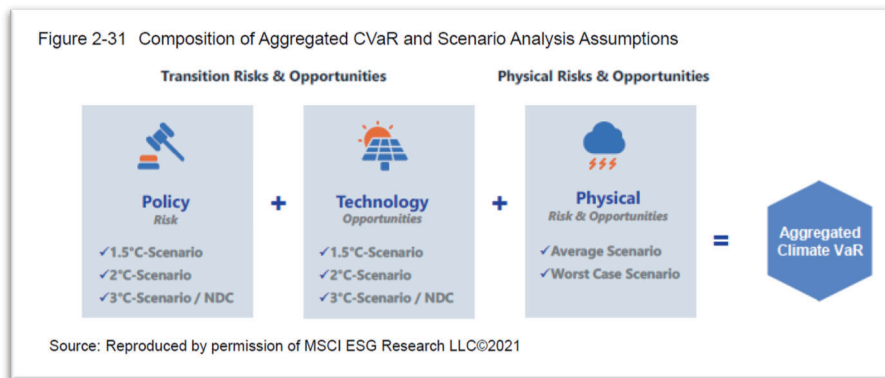 Figure 2-31 Composition of Aggregated CVaR and Scenario Analysis Assumptions
Transition Risks & Opportunities
Physical Risks & Opportunities
Policy
Risk
✓1.5°C-Scenario
✓2°C-Scenario
✓3°C-Scenario / NDC
+
Technology
Opportunities
✓1.5°C-Scenario
✓2°C-Scenario
✓3°C-Scenario / NDC
+
Physical
Risk & Opportunities
✓Average Scenario
✓Worst Case Scenario
=
Aggregated
Climate VaR
Source: Reproduced by permission of MSCI ESG Research LLC©2021